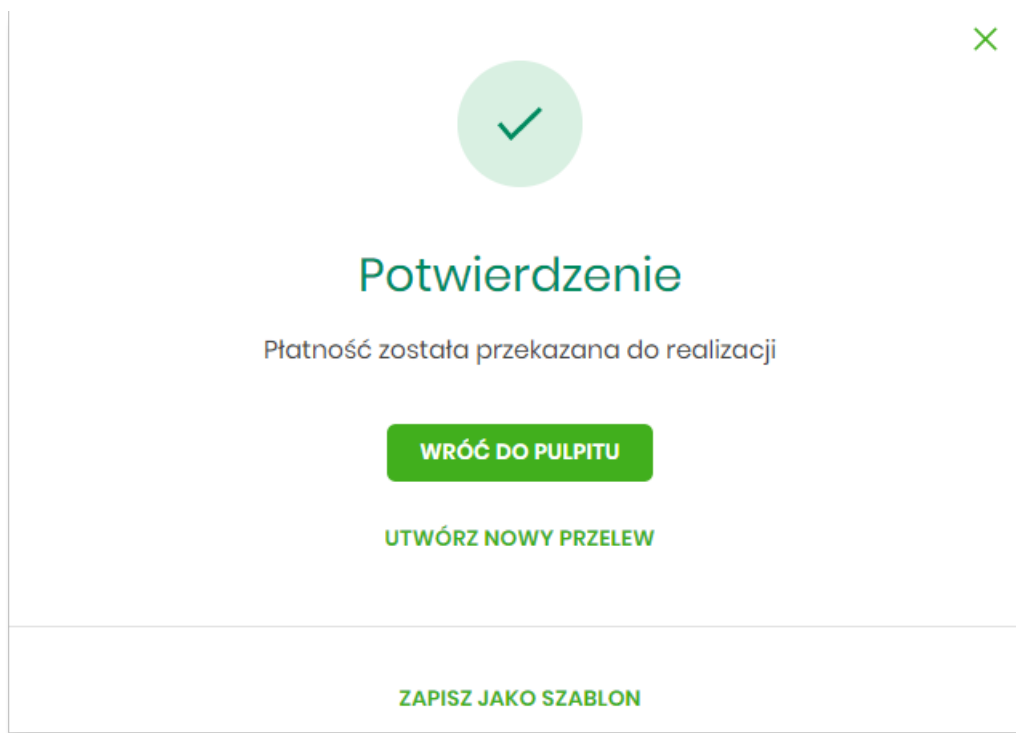 Potwierdzenie
Płatność została przekazana do realizacji
WRÓĆ DO PULPITU
UTWÓRZ NOWY PRZELEW
ZAPISZ JAKO SZABLON